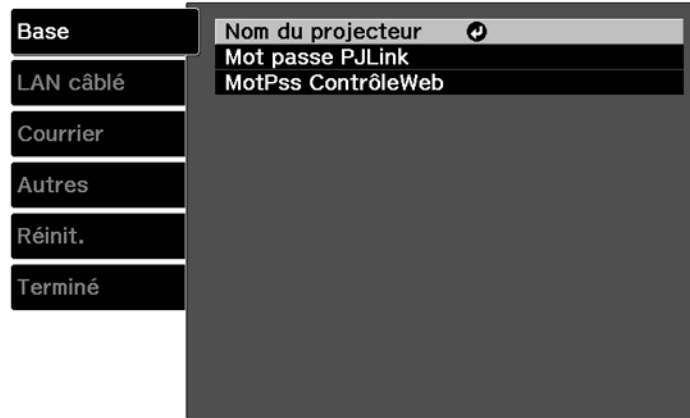 Base
LAN câblé
Courrier
Autres
Réinit.
Terminé
Nom du projecteur
Mot passe PJLink
MotPss ContrôleWeb